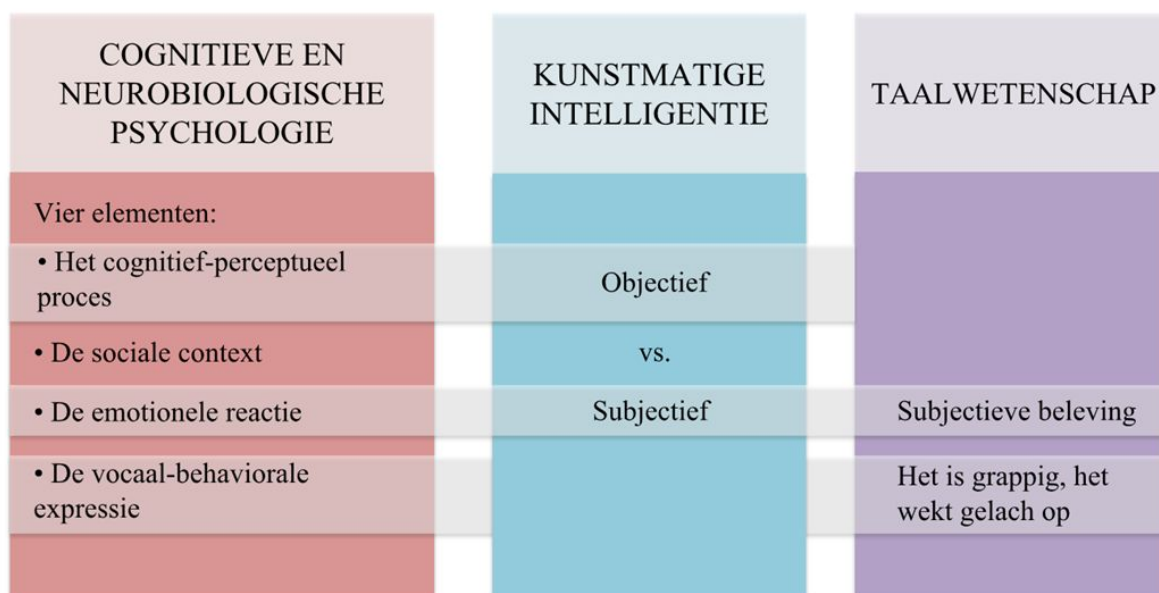 COGNITIEVE EN
NEUROBIOLOGISCHE
PSYCHOLOGIE
Vier elementen:
• Het cognitief-perceptueel
proces
• De sociale context
• De emotionele reactie
• De vocaal-behaviorale
expressie
KUNSTMATIGE
INTELLIGENTIE
Objectief
vs.
Subjectief
TAALWETENSCHAP
Subjectieve beleving
Het is grappig, het
wekt gelach op